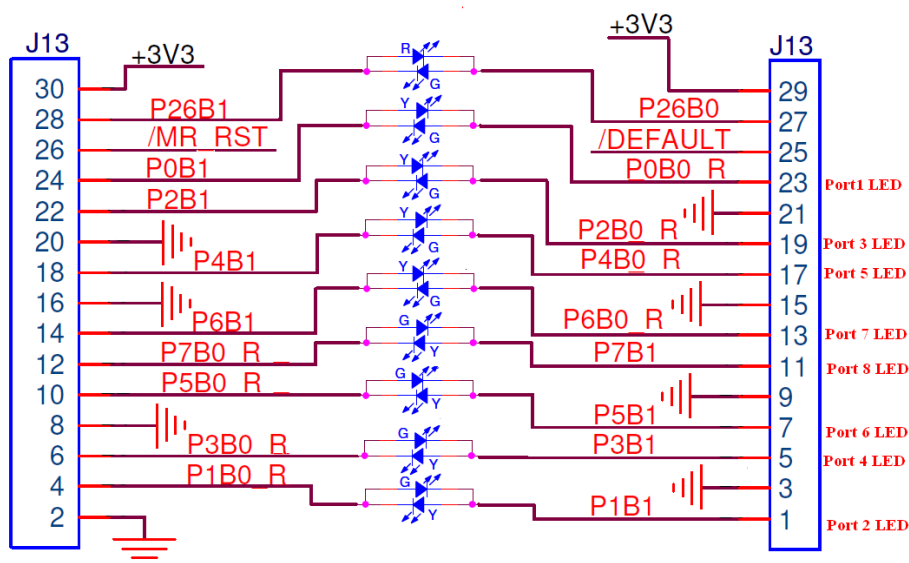 J13
+3V3
30
28
P26B1
26
/MR_RST
24
P0B1
22
P2B1
20
18
P4B1
16
14
P6B1
12
P7B0_R_
10
P5B0_R_
8
6
P3B0_R
4
P1B0_R
2
R
G
Y
G
Y
G
Y
G
Y
G
G
Y
G
Y
G
Y
G
Y
+3V3
J13
29
P26B0
27
/DEFAULT
25
P0B0_R
23
Port1 LED
21
P2B0_R
19
Port 3 LED
P4B0_R
17
Port 5 LED
15
P6B0_R
13
Port 7 LED
P7B1
11
Port 8 LED
9
P5B1
7
Port 6 LED
P3B1
5
Port 4 LED
3
P1B1
1
Port 2 LED